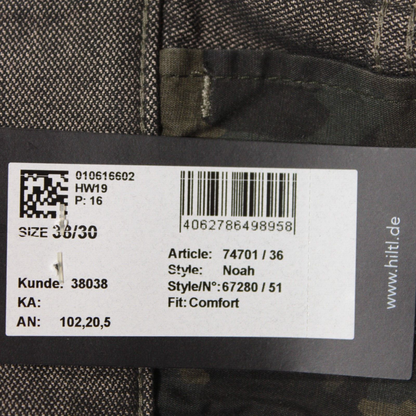 010616602
HW19
P: 16
4062786498958
SIZE 38/30
Article: 74701 / 36
Style: Noah
Kunde: 38038
Style/N°: 67280 / 51
KA:
Fit: Comfort
AN: 102,20,5
www.hiltl.de